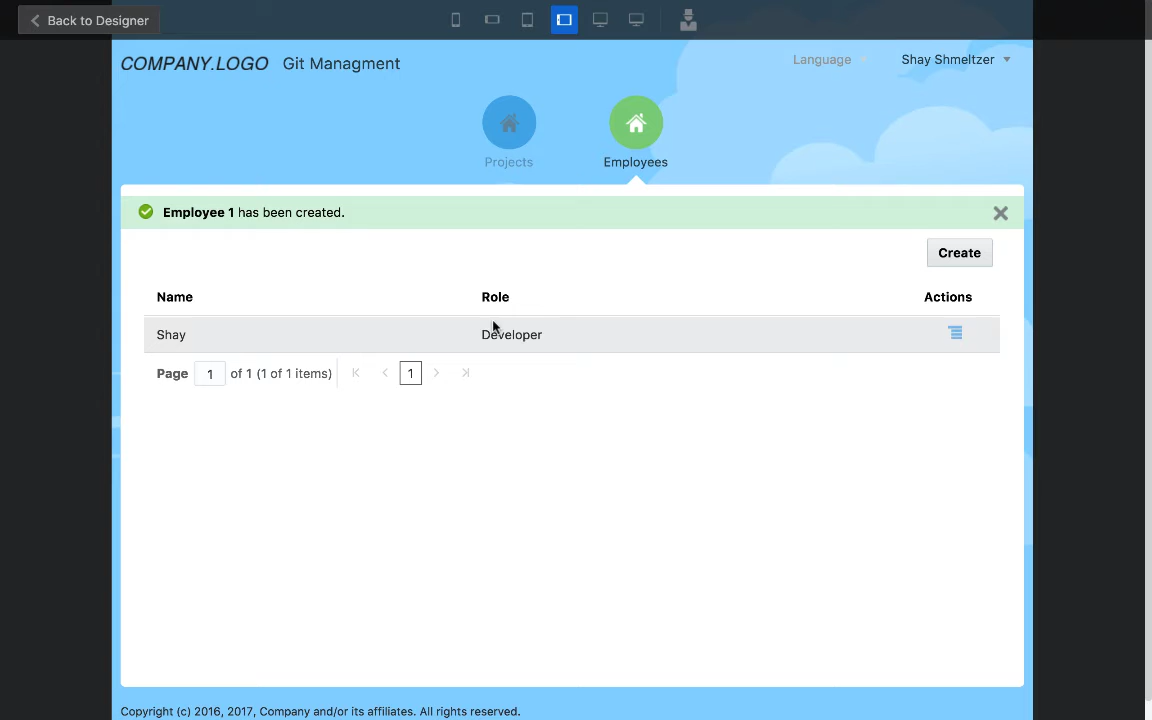 Back to Designer
COMPANY.LOGO Git Managment
Language Shay Shmeltzer
Projects Employees
Employee 1 has been created.
Create
Name Role Actions
Shay Developer
Page 1 of 1 (1 of 1 items) 1
Copyright (c) 2016, 2017, Company and/or its affiliates. All rights reserved.